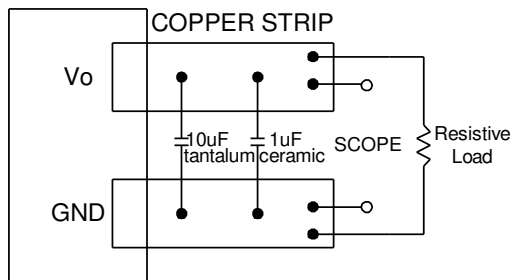 COPPER STRIP
Vo
10uF
tantalum
1uF
ceramic
SCOPE
Resistive
Load
GND